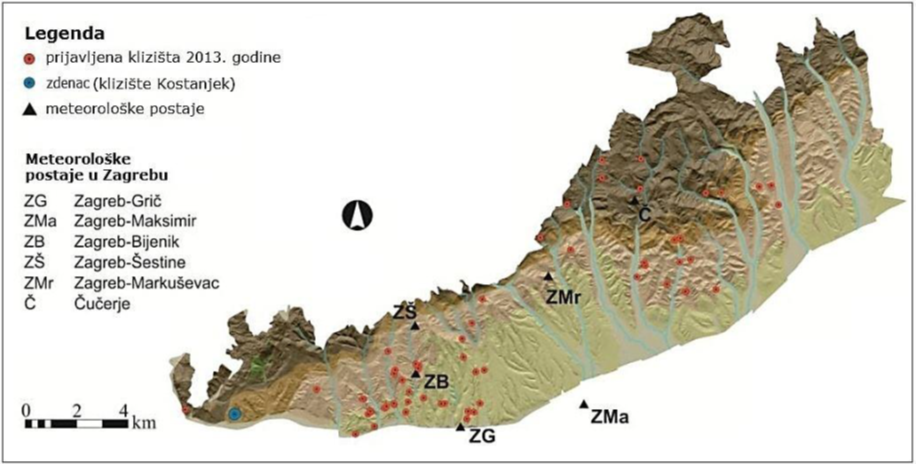 Legenda
prijavljena klizišta 2013. godine
zdenac (klizište Kostanjek)
meteorološke postaje
Meteorološke
postaje u Zagrebu
ZG Zagreb-Grič
ZMa Zagreb-Maksimir
ZB Zagreb-Bijenik
ZŠ Zagreb-Šestine
ZMr Zagreb-Markuševac
Č Čučerje
Č
ZMr
ZŠ
ZB
ZMa
ZG
0 2 4
km